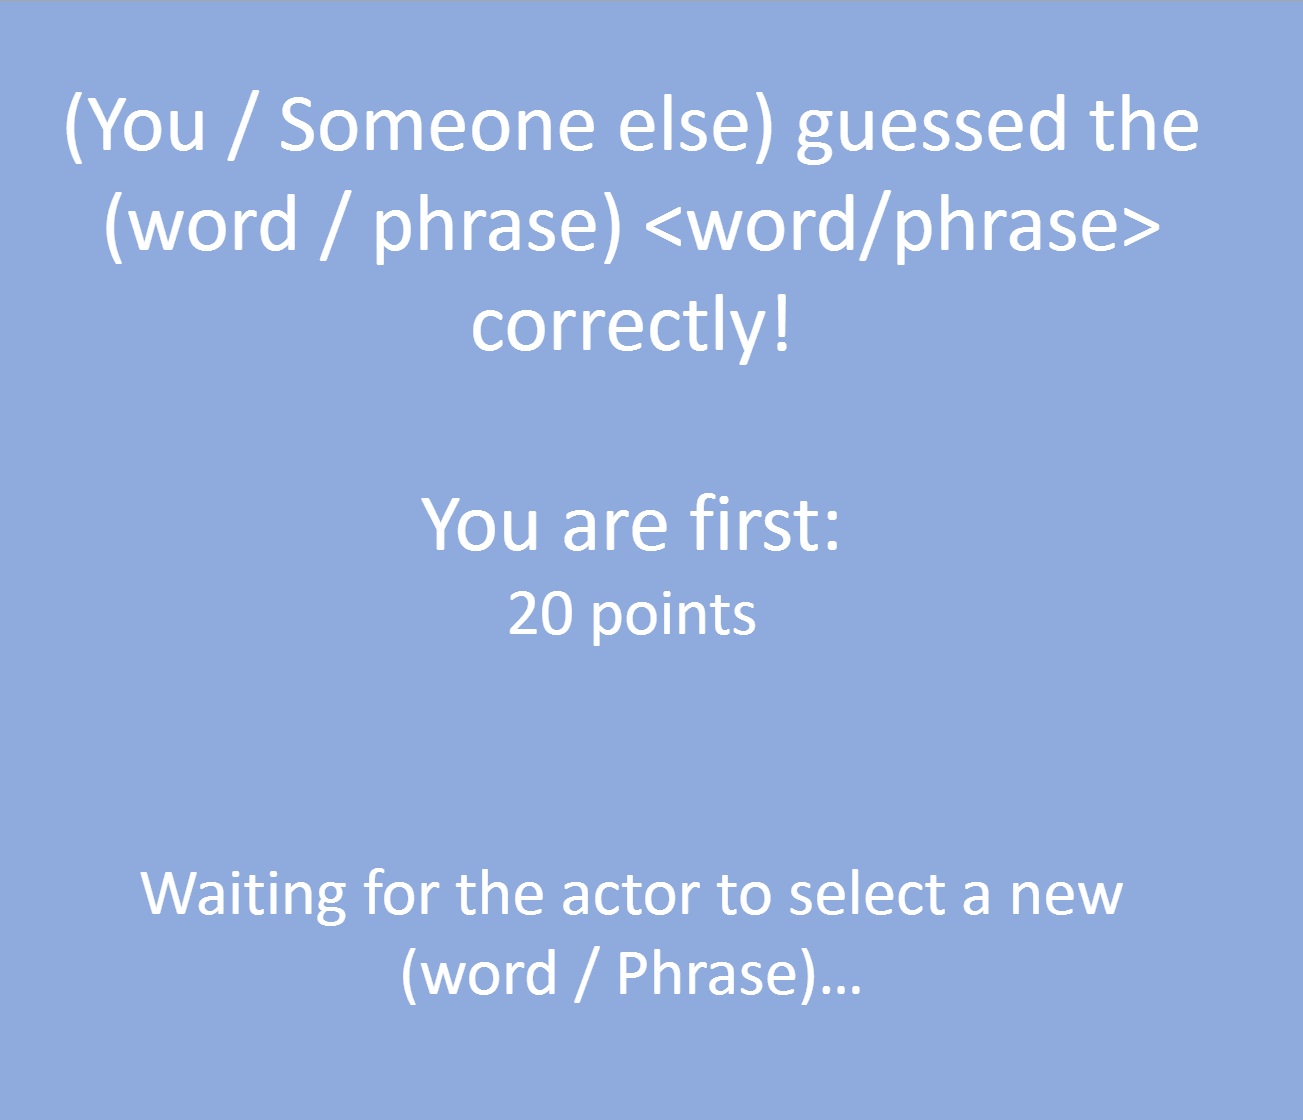 (You / Someone else) guessed the
(word / phrase) <word/phrase>
correctly!
You are first:
20 points
Waiting for the actor to select a new
(word / Phrase)...